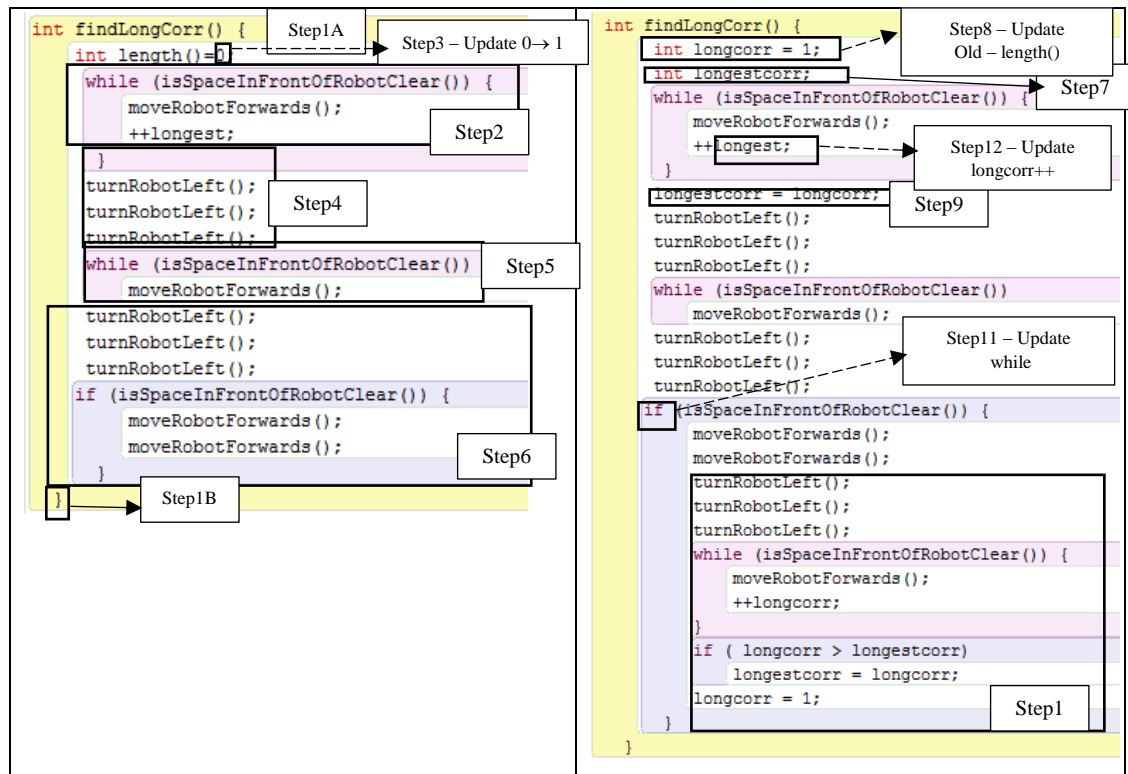 int findLongCorr() {
Step1A
int length()=0;
Step3 – Update 0→ 1
while (isSpaceInFrontOfRobotClear()) {
moveRobotForwards();
++longest;
Step2
}
turnRobotLeft();
turnRobotLeft();
turnRobotLeft();
Step4
while (isSpaceInFrontOfRobotClear())
moveRobotForwards();
Step5
turnRobotLeft();
turnRobotLeft();
turnRobotLeft();
if (isSpaceInFrontOfRobotClear()) {
moveRobotForwards();
moveRobotForwards();
}
Step6
}
Step1B
int findLongCorr() {
int longcorr = 1;
Step8 – Update
Old – length()
int longestcorr;
Step7
while (isSpaceInFrontOfRobotClear()) {
moveRobotForwards();
++longest;
Step12 – Update
longcorr++
}
longestcorr = longcorr;
Step9
turnRobotLeft();
turnRobotLeft();
turnRobotLeft();
while (isSpaceInFrontOfRobotClear())
moveRobotForwards();
turnRobotLeft();
turnRobotLeft();
turnRobotLeft();
Step11 – Update
while
if (isSpaceInFrontOfRobotClear()) {
moveRobotForwards();
moveRobotForwards();
turnRobotLeft();
turnRobotLeft();
turnRobotLeft();
while (isSpaceInFrontOfRobotClear()) {
moveRobotForwards();
++longcorr;
}
if ( longcorr > longestcorr)
longestcorr = longcorr;
longcorr = 1;
Step1
}
}